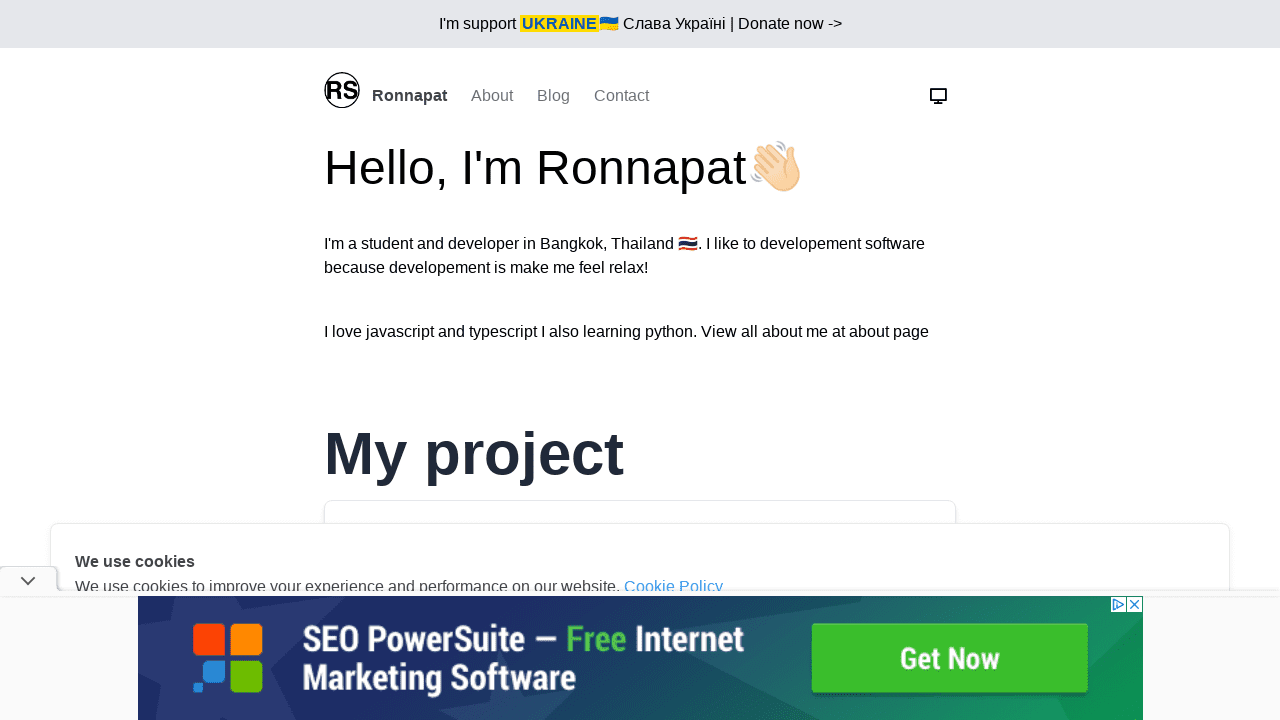 I'm support UKRAINE🇺🇦 Слава Україні | Donate now ->
RS Ronnapat About Blog Contact
Hello, I'm Ronnapat👋🏻
I'm a student and developer in Bangkok, Thailand 🇹🇭. I like to developement software
because developement is make me feel relax!
I love javascript and typescript I also learning python. View all about me at about page
My project
We use cookies
We use cookies to improve your experience and performance on our website. Cookie Policy
SEO PowerSuite – Free Internet
Marketing Software
Get Now